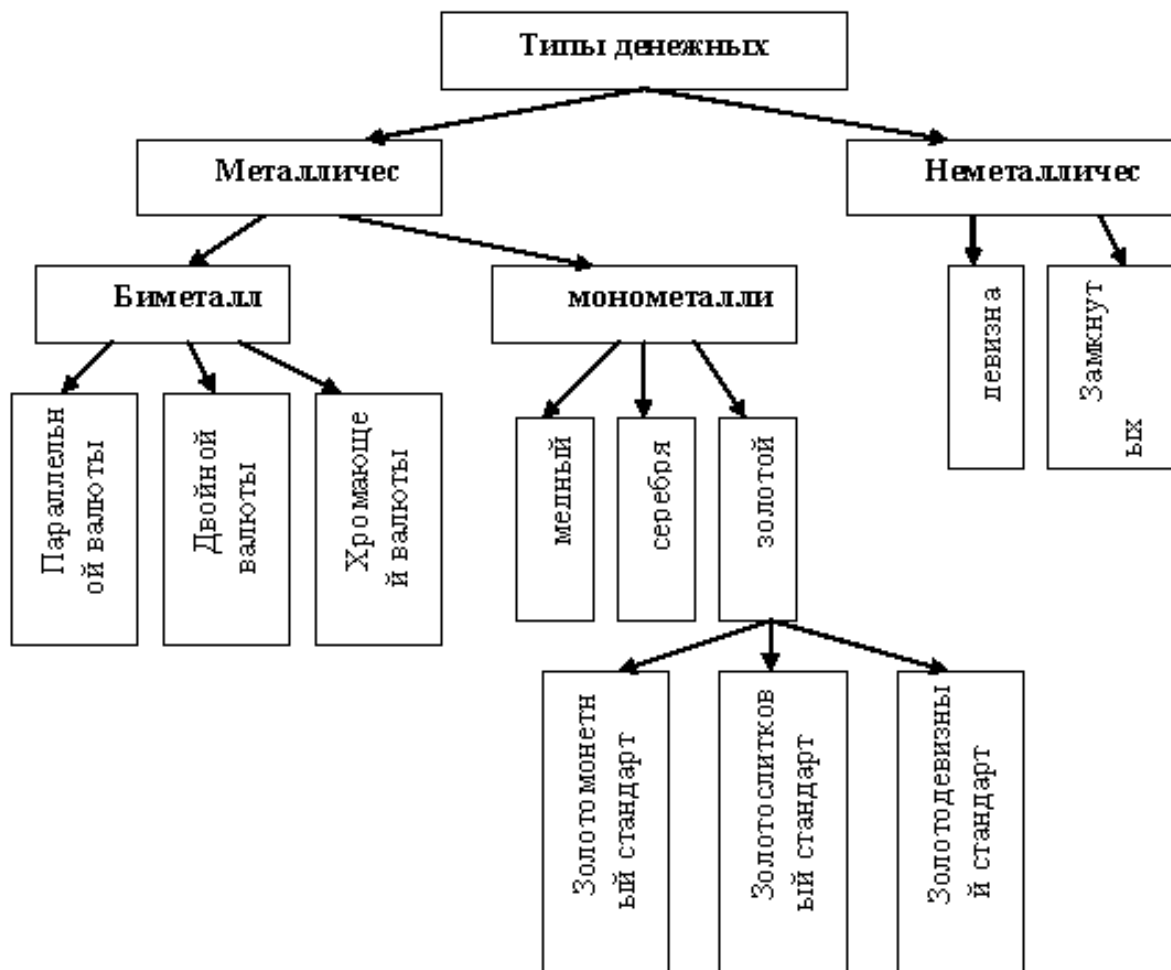 Типы денежных
Металличес
Неметалличес
Биметалл
монометалли
девизна
Замкнут
ых
Параллельн
ой валюты
Двойной
валюты
Хромающе
й валюты
медный
серебря
золотой
Золотомонетн
ый стандарт
Золотослитков
ый стандарт
Золотодевизны
й стандарт